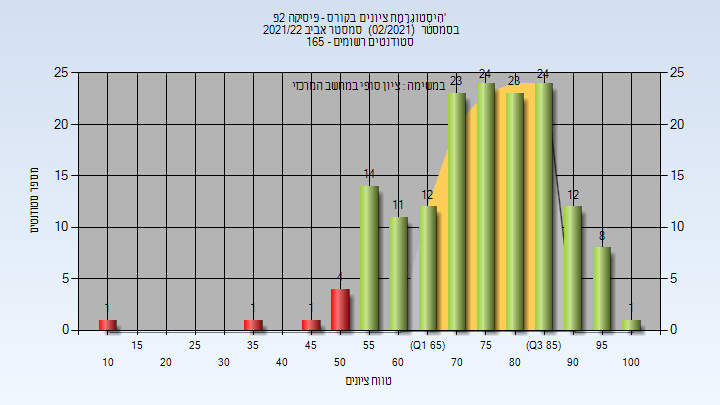 היסטוגרמת ציונים בקורס - פיסיקה 2פ'
בסמסטר (02/2021) סמסטר אביב 2021/22
סטודנטים רשומים - 165
במשימה : ציון סופי במחשב המרכזי
מספר סטודנטים
25 20 15 10 5 0
1 1 1 4 14 11 12 23 24 23 24 12 8 1
25 20 15 10 5 0
15 25 35 45 55 (Q1 65) 75 (Q3 85) 95
10 20 30 40 50 60 70 80 90 100
טווח ציונים